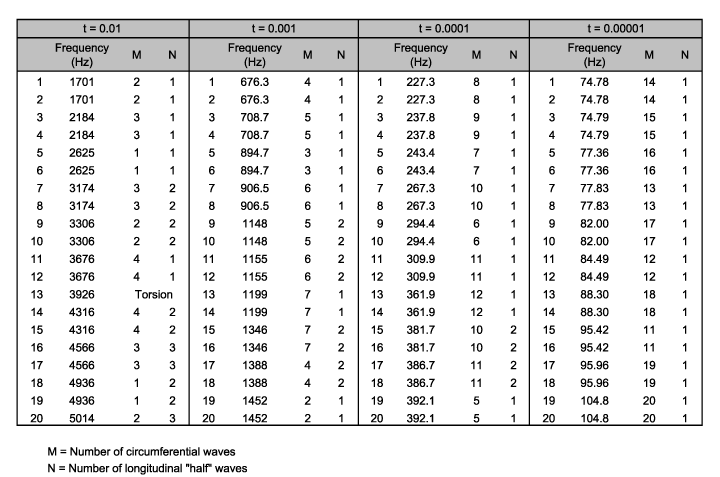 t = 0.01 t = 0.001 t = 0.0001 t = 0.00001
Frequency (Hz) M N Frequency (Hz) M N Frequency (Hz) M N Frequency (Hz) M N
1 1701 2 1 1 676.3 4 1 1 227.3 8 1 1 74.78 14 1
2 1701 2 1 2 676.3 4 1 2 227.3 8 1 2 74.78 14 1
3 2184 3 1 3 708.7 5 1 3 237.8 9 1 3 74.79 15 1
4 2184 3 1 4 708.7 5 1 4 237.8 9 1 4 74.79 15 1
5 2625 1 1 5 894.7 3 1 5 243.4 7 1 5 77.36 16 1
6 2625 1 1 6 894.7 3 1 6 243.4 7 1 6 77.36 16 1
7 3174 3 2 7 906.5 6 1 7 267.3 10 1 7 77.83 13 1
8 3174 3 2 8 906.5 6 1 8 267.3 10 1 8 77.83 13 1
9 3306 2 2 9 1148 5 2 9 294.4 6 1 9 82.00 17 1
10 3306 2 2 10 1148 5 2 10 294.4 6 1 10 82.00 17 1
11 3676 4 1 11 1155 6 2 11 309.9 11 1 11 84.49 12 1
12 3676 4 1 12 1155 6 2 12 309.9 11 1 12 84.49 12 1
13 3926 Torsion 13 1199 7 1 13 361.9 12 1 13 88.30 18 1
14 4316 4 2 14 1199 7 1 14 361.9 12 1 14 88.30 18 1
15 4316 4 2 15 1346 7 2 15 381.7 10 2 15 95.42 11 1
16 4566 3 3 16 1346 7 2 16 381.7 10 2 16 95.42 11 1
17 4566 3 3 17 1388 4 2 17 386.7 11 2 17 95.96 19 1
18 4936 1 2 18 1388 4 2 18 386.7 11 2 18 95.96 19 1
19 4936 1 2 19 1452 2 1 19 392.1 5 1 19 104.8 20 1
20 5014 2 3 20 1452 2 1 20 392.1 5 1 20 104.8 20 1
M = Number of circumferential waves
N = Number of longitudinal "half" waves